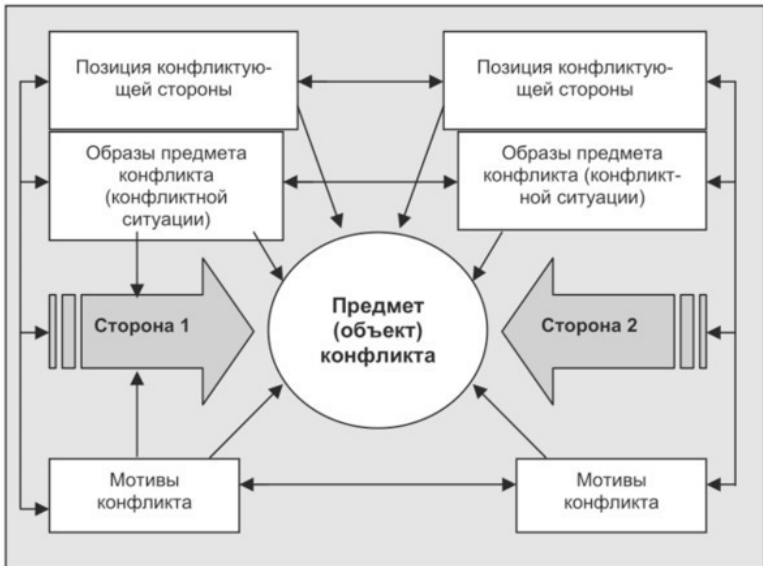 Позиция конфликтую-
щей стороны
Позиция конфликтую-
щей стороны
Образы предмета
конфликта
(конфликтной
ситуации)
Образы предмета
конфликта (конфликт-
ной ситуации)
Сторона 1
Предмет
(объект)
конфликта
Сторона 2
Мотивы
конфликта
Мотивы
конфликта